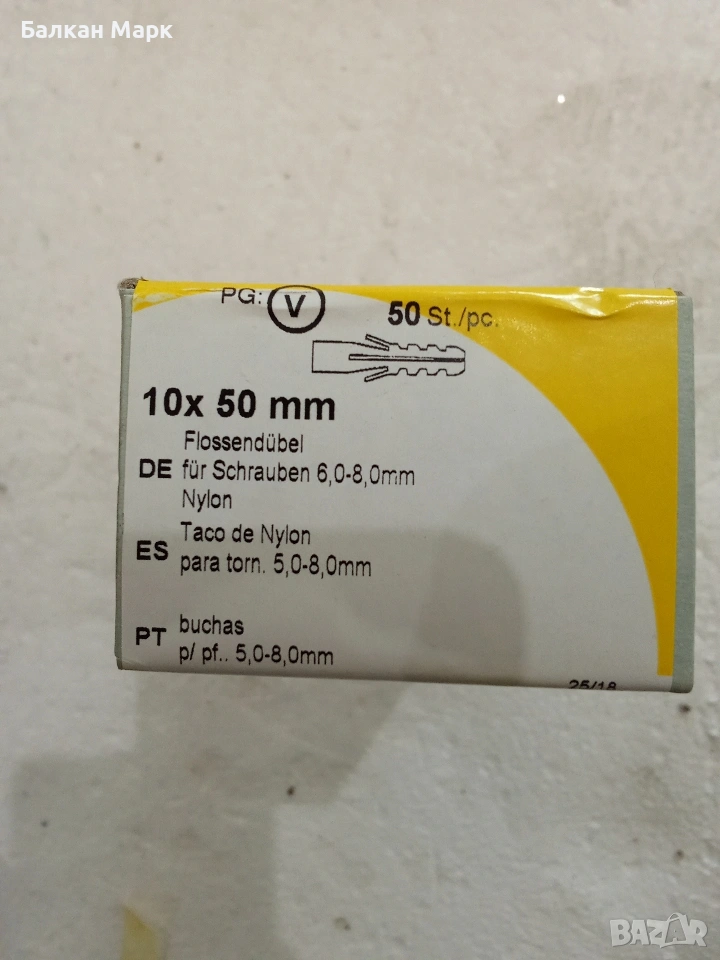 Балкан Марк
PG: V
50 St./pc.
10x 50 mm
Flossendübel
DE für Schrauben 6,0-8,0mm
Nylon
Taco de Nylon
ES para torn. 5,0-8,0mm
buchas
PT p/ pf.. 5,0-8,0mm
25/18
BAZAR